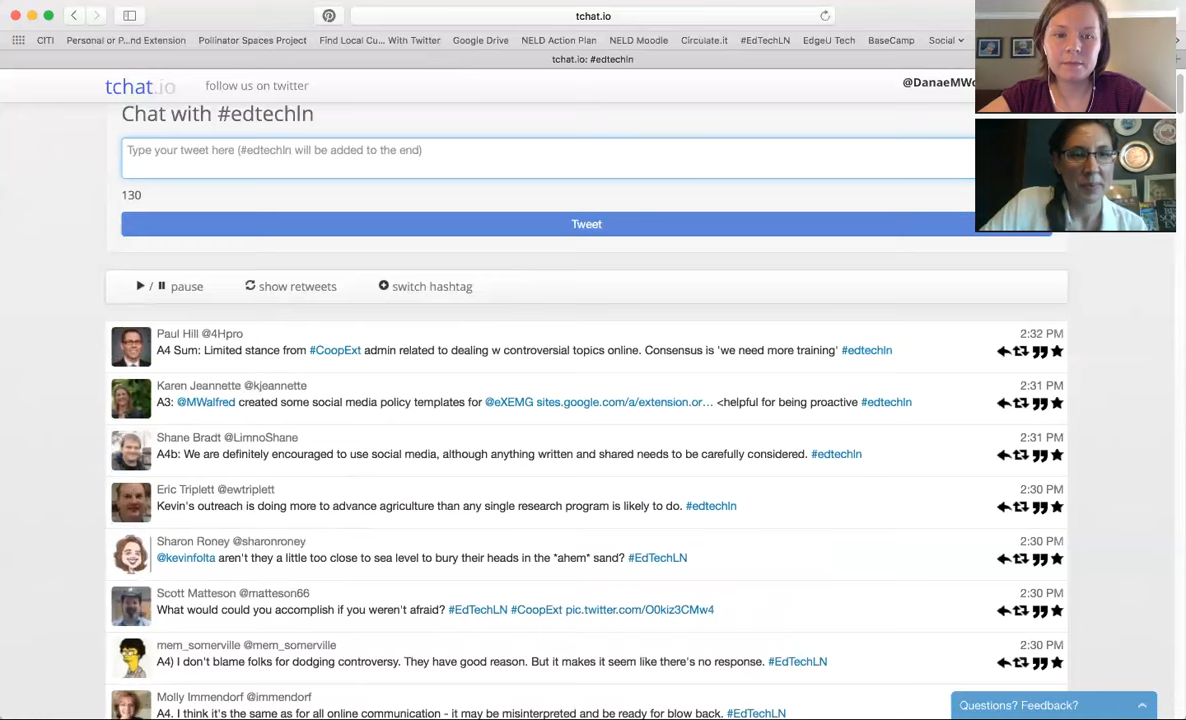 tchat.io
CITI Personal or P...nd Extension Pollinator Spaces Project Find Local Cu... With Twitter Google Drive NELD Action Plan NELD Moodle Circulate.it #EdTechLN EdgeU Tech BaseCamp Social
tchat.io: #edtechln
tchat.io follow us on twitter
Chat with #edtechln
Type your tweet here (#edtechln will be added to the end)
130
Tweet
/ pause show retweets switch hashtag
Paul Hill @4Hpro 2:32 PM
A4 Sum: Limited stance from #CoopExt admin related to dealing w controversial topics online. Consensus is 'we need more training' #edtechln
Karen Jeannette @kjeannette 2:31 PM
A3: @MWalfred created some social media policy templates for @eXEMG sites.google.com/a/extension.or… <helpful for being proactive #edtechln
Shane Bradt @LimnoShane 2:31 PM
A4b: We are definitely encouraged to use social media, although anything written and shared needs to be carefully considered. #edtechln
Eric Triplett @ewtriplett 2:30 PM
Kevin's outreach is doing more to advance agriculture than any single research program is likely to do. #edtechln
Sharon Roney @sharonroney 2:30 PM
@kevinfolta aren't they a little too close to sea level to bury their heads in the *ahem* sand? #EdTechLN
Scott Matteson @matteson66 2:30 PM
What would you accomplish if you weren't afraid? #EdTechLN #CoopExt pic.twitter.com/O0kiz3CMw4
mem_somerville @mem_somerville 2:30 PM
A4) I don't blame folks for dodging controversy. They have good reason. But it makes it seem like there's no response. #EdTechLN
Molly Immendorf @immendorf
A4. I think it's the same as for all online communication - it may be misinterpreted and be ready for blow back. #EdTechLN
Questions? Feedback?